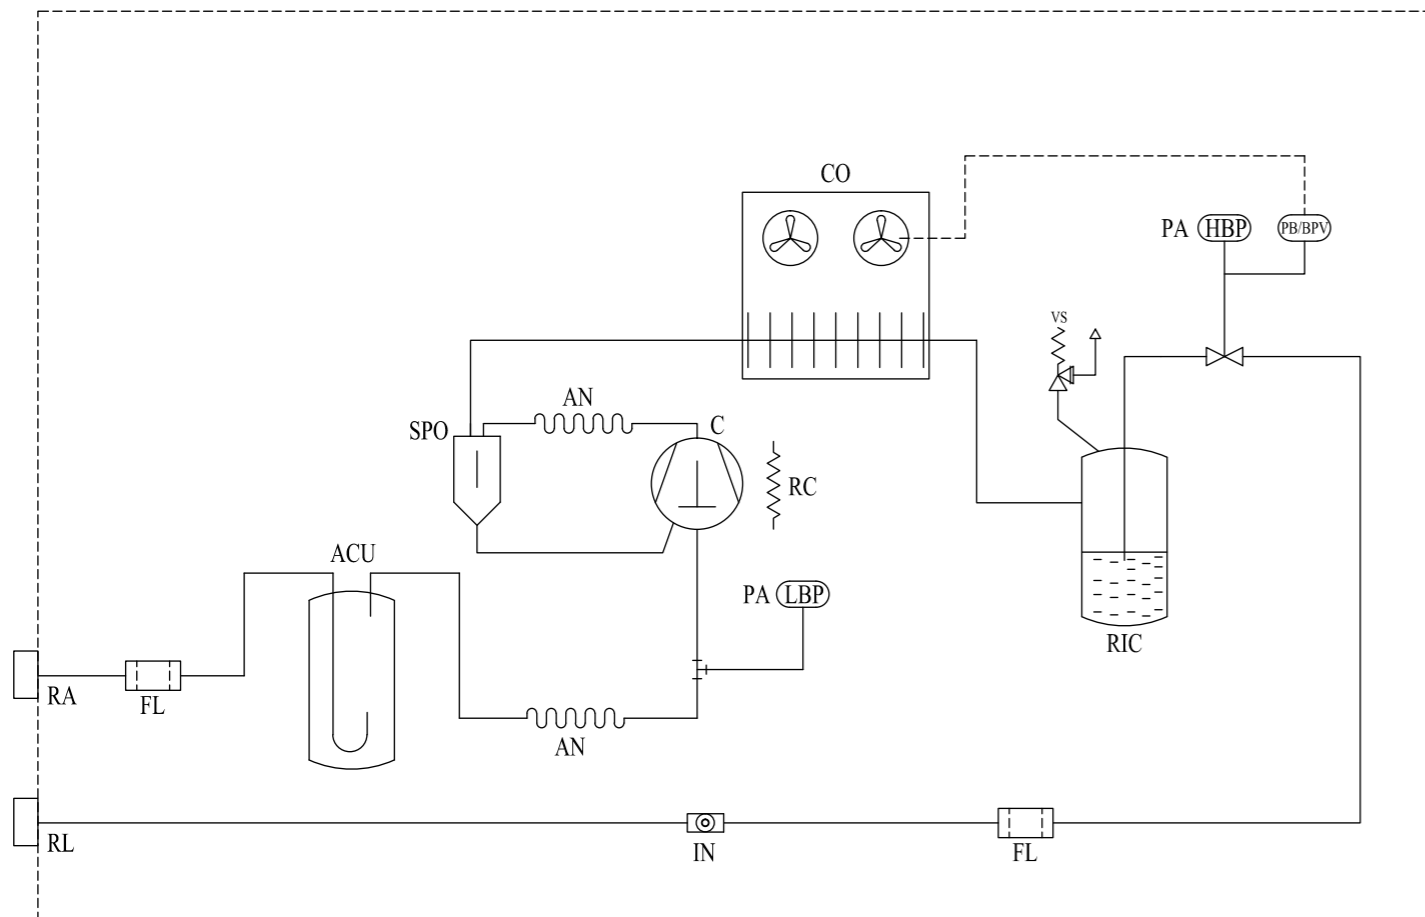 CO
PA HBP PB/BPV
VS
AN
SPO
C
RC
ACU
PA LBP
RIC
RA
FL
AN
RL
IN
FL